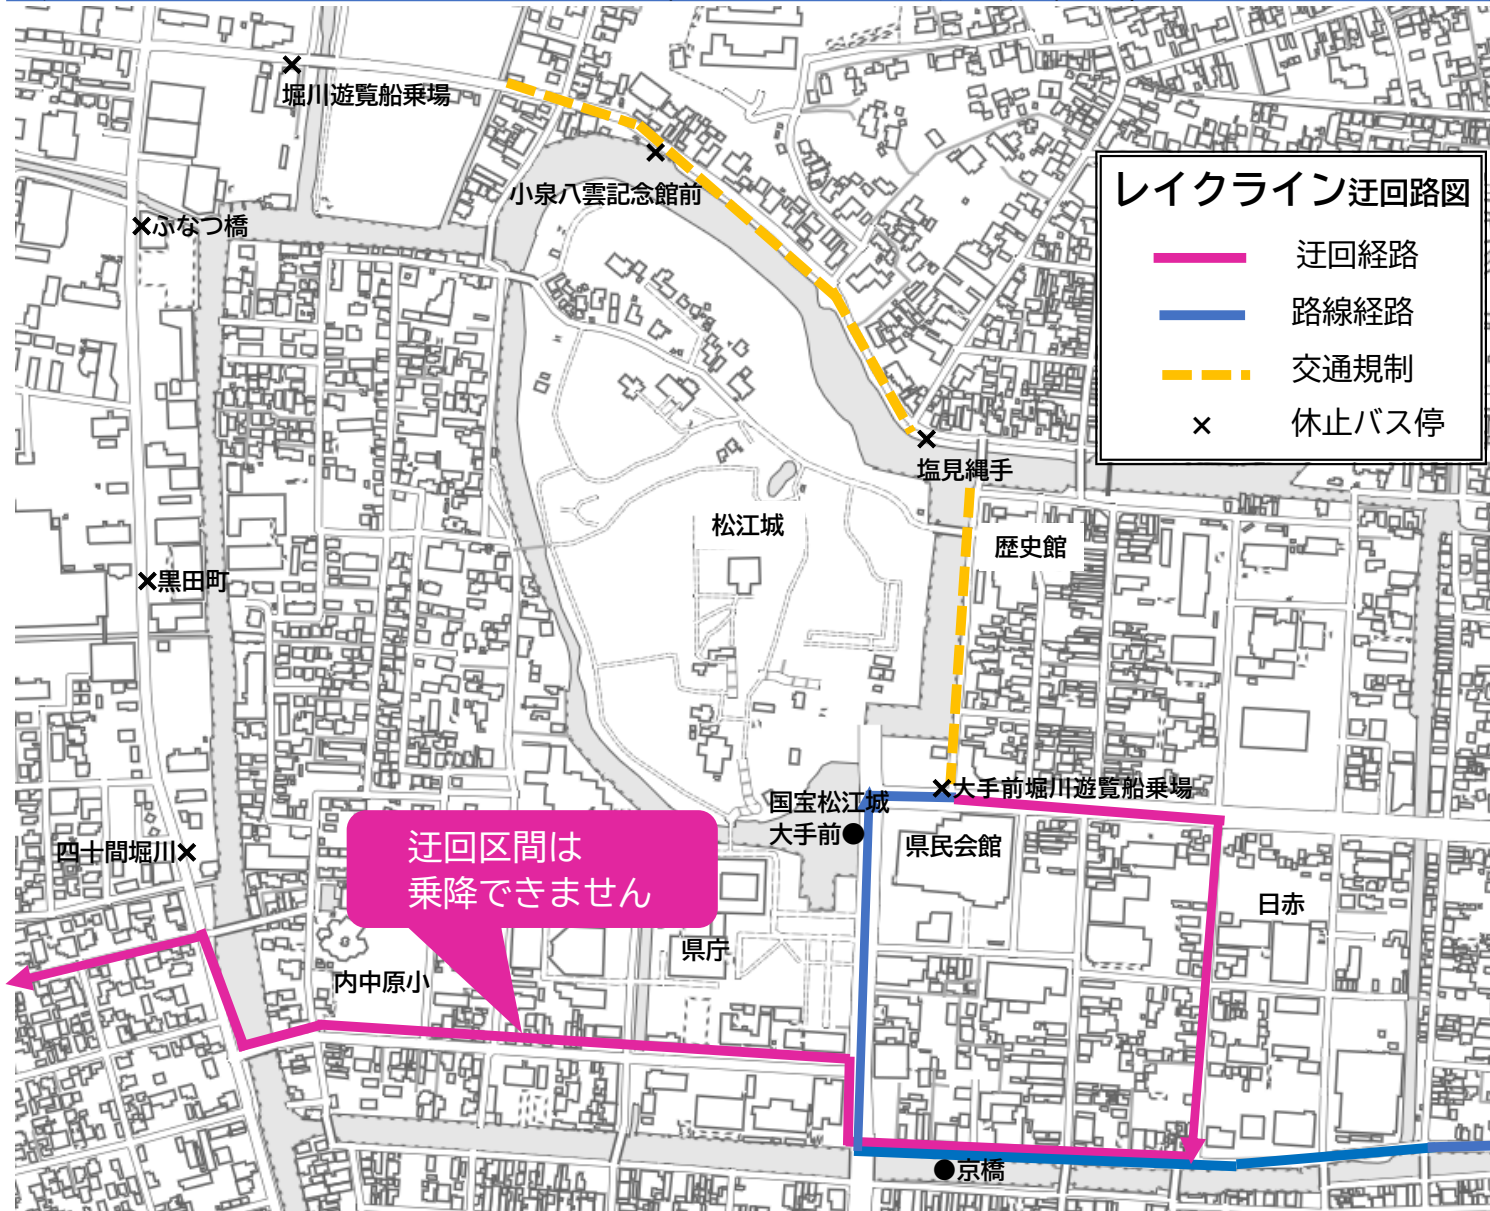 堀川遊覧船乗場
小泉八雲記念館前
ふなつ橋
レイクライン迂回路図
迂回経路
路線経路
交通規制
休止バス停
塩見縄手
松江城
歴史館
黒田町
大手前堀川遊覧船乗場
国宝松江城
大手前
県民会館
四十間堀川
迂回区間は
乗降できません
日赤
県庁
内中原小
京橋